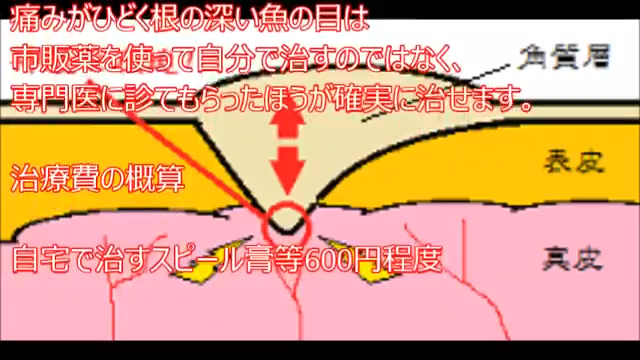 痛みがひどく根の深い魚の目は
市販薬を使って自分で治すのではなく、
専門医に診てもらったほうが確実に治せます。
角質層
表皮
治療費の概算
自宅で治すスピール膏等600円程度
真皮